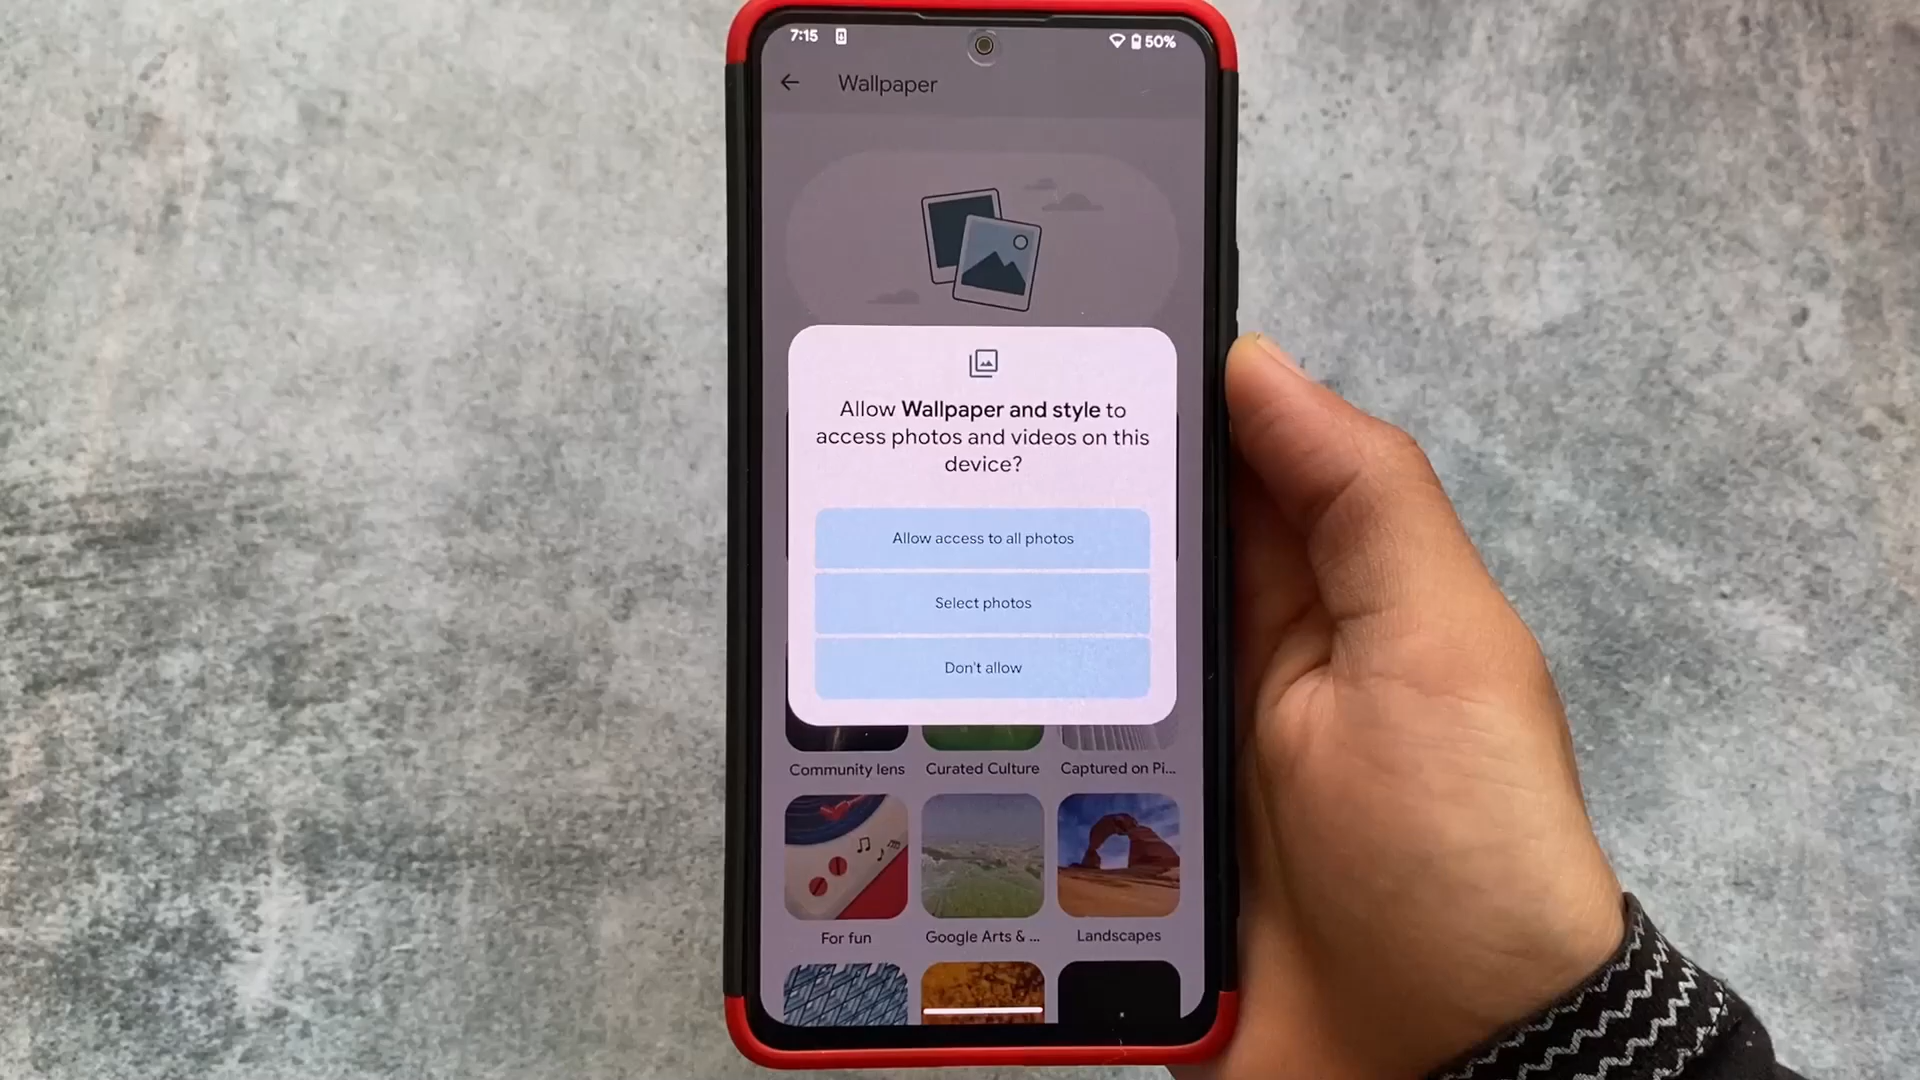 7:15
50%
Wallpaper
Allow Wallpaper and style to
access photos and videos on this
device?
Allow access to all photos
Select photos
Don't allow
Community lens
Curated Culture
Captured on Pi...
For fun
Google Arts & ...
Landscapes